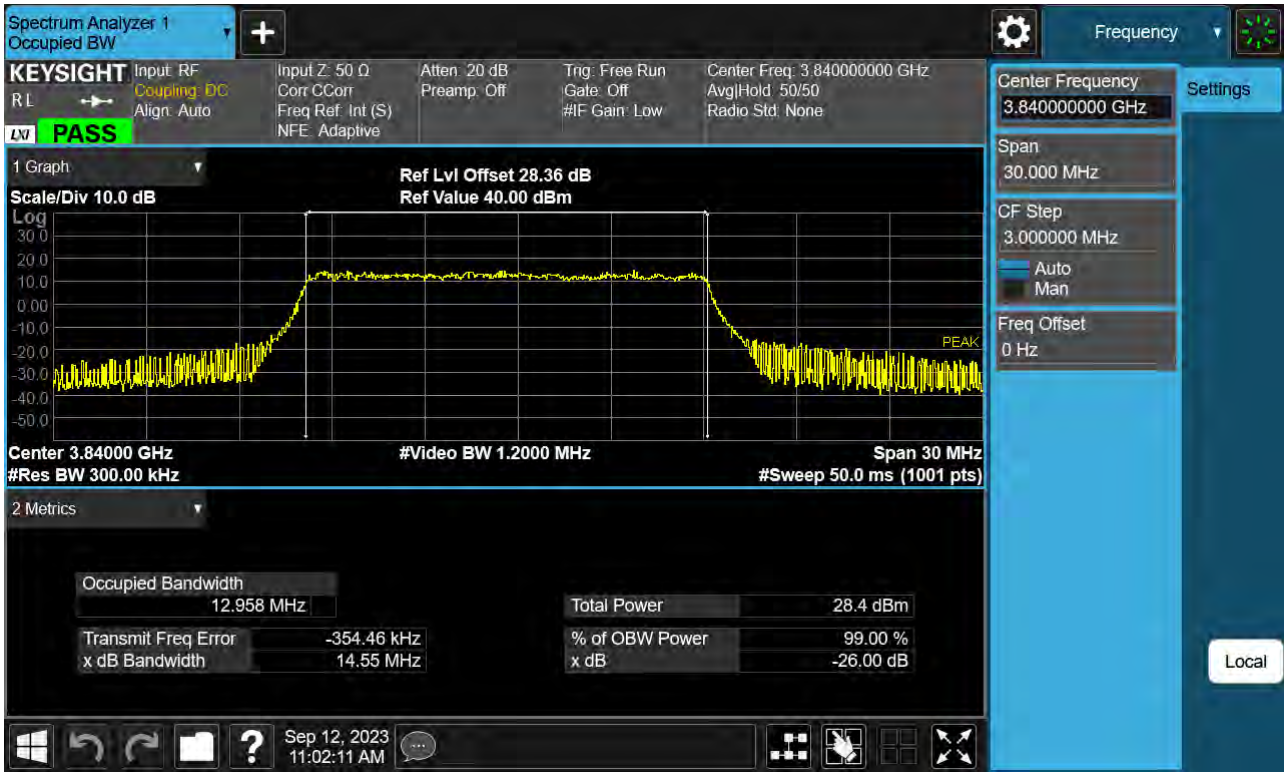 Spectrum Analyzer 1
Occupied BW
+
Frequency
KEYSIGHT
RL
LXI
PASS
Input: RF
Coupling: DC
Align: Auto
Input Z: 50 Ω
Corr CCorr
Freq Ref: Int (S)
NFE: Adaptive
Atten: 20 dB
Preamp: Off
Trig: Free Run
Gate: Off
#IF Gain: Low
Center Freq: 3.840000000 GHz
Avg|Hold: 50/50
Radio Std: None
Center Frequency
3.840000000 GHz
Settings
Span
30.000 MHz
CF Step
3.000000 MHz
Auto
Man
Freq Offset
0 Hz
Local
1 Graph
Scale/Div 10.0 dB
Ref Lvl Offset 28.36 dB
Ref Value 40.00 dBm
Log
30.0
20.0
10.0
0.00
-10.0
-20.0
-30.0
-40.0
-50.0
PEAK
Center 3.84000 GHz
#Video BW 1.2000 MHz
Span 30 MHz
#Res BW 300.00 kHz
#Sweep 50.0 ms (1001 pts)
2 Metrics
Occupied Bandwidth
12.958 MHz
Transmit Freq Error -354.46 kHz
x dB Bandwidth 14.55 MHz
Total Power 28.4 dBm
% of OBW Power 99.00 %
x dB -26.00 dB
?
Sep 12, 2023
11:02:11 AM